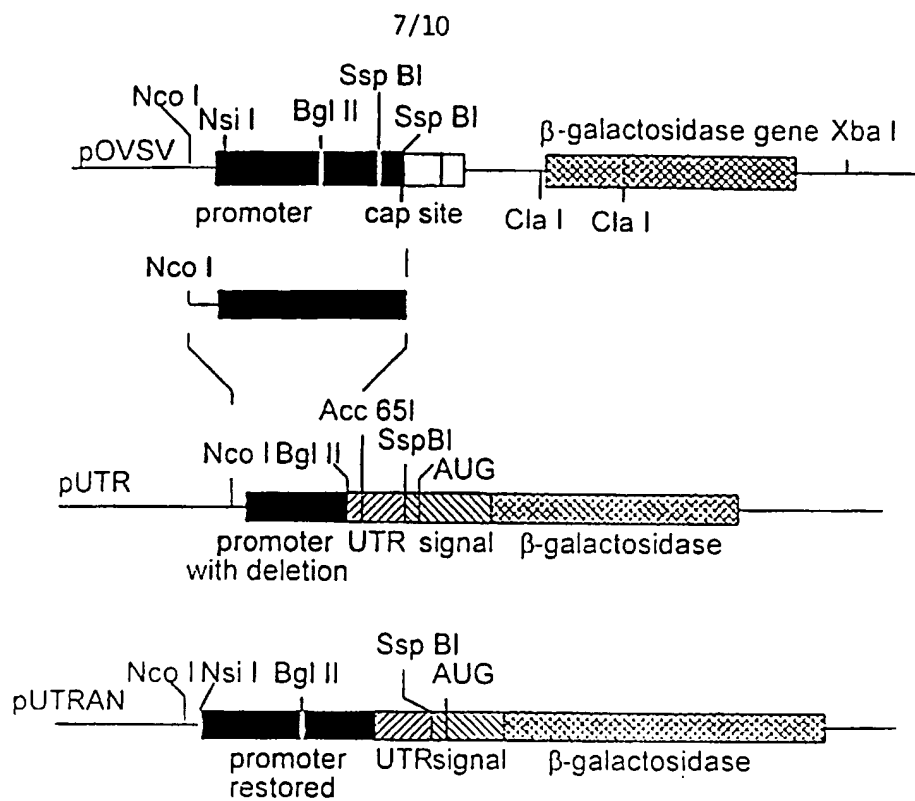 7/10
Ssp BI
Nco I
Nsi I
Bgl II
Ssp BI
β-galactosidase gene Xba I
pOVSV
promoter
cap site
Cla I
Cla I
Nco I
Acc 65I
Nco I Bgl II
SspBI
AUG
pUTR
promoter UTR signal β-galactosidase
with deletion
Ssp BI
Nco I Nsi I Bgl II
AUG
pUTRAN
promoter UTRsignal β-galactosidase
restored